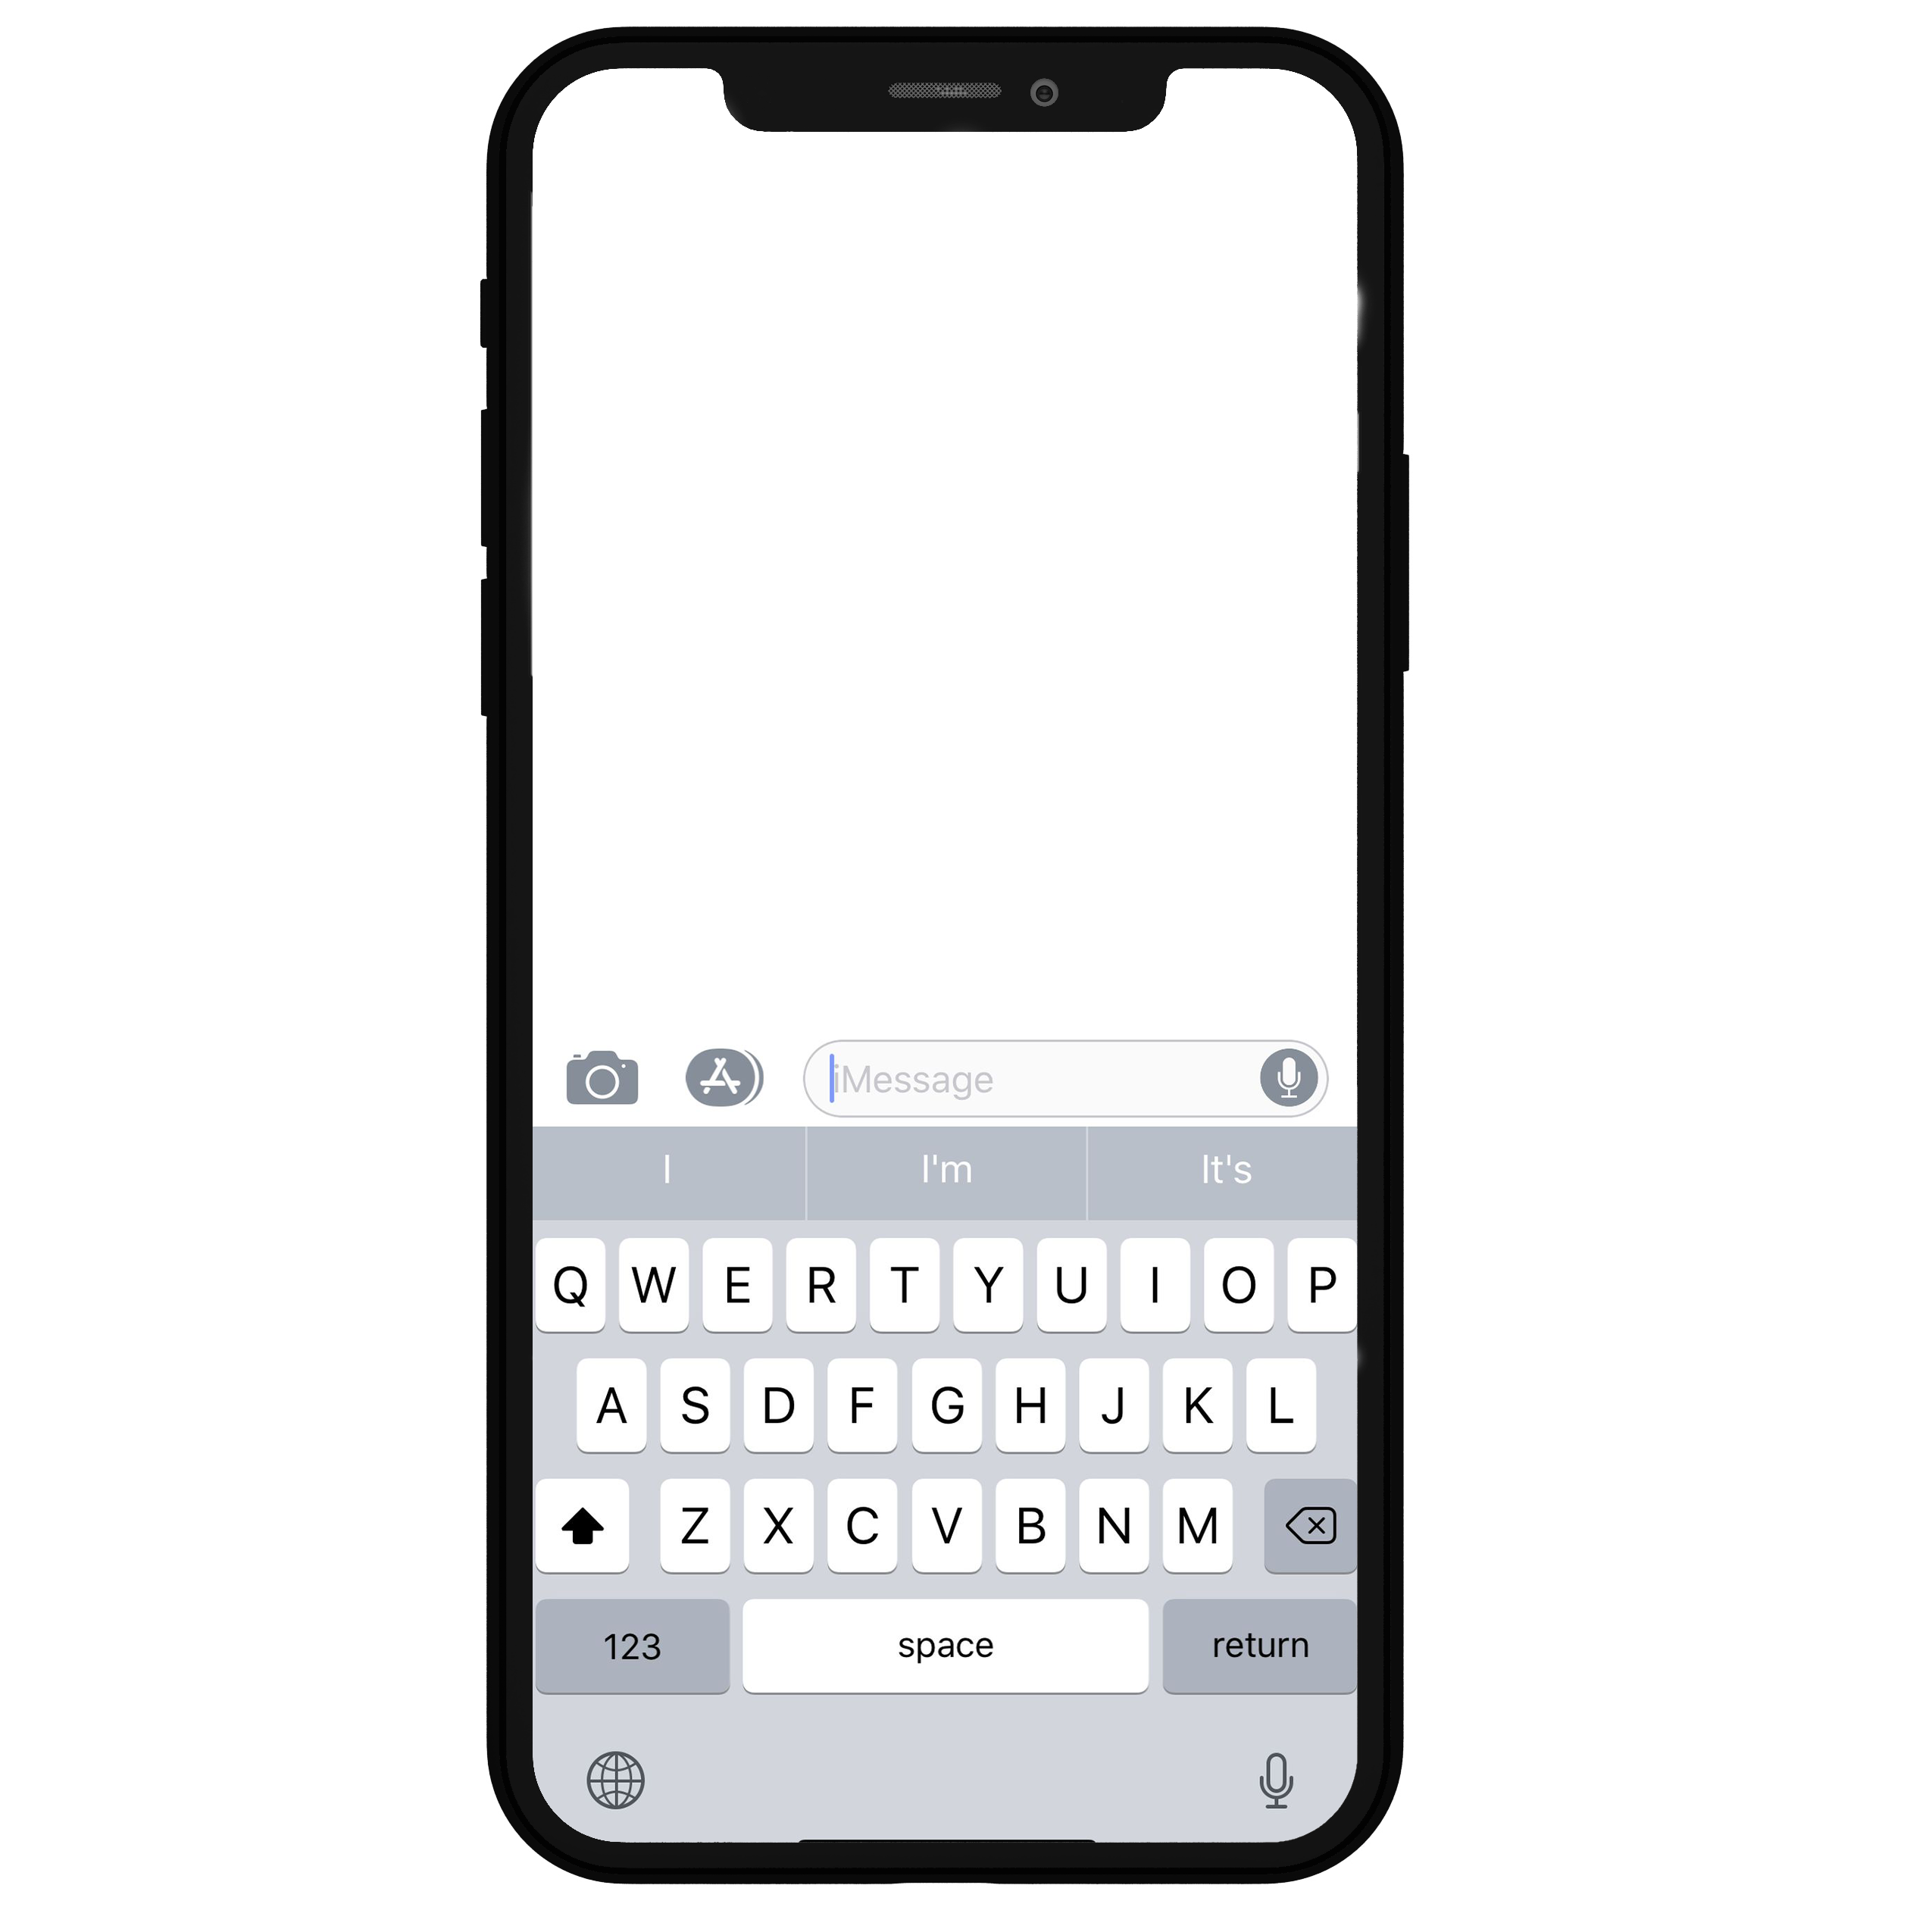 iMessage
I I'm It's
Q W E R T Y U I O P
A S D F G H J K L
Z X C V B N M
123 space return